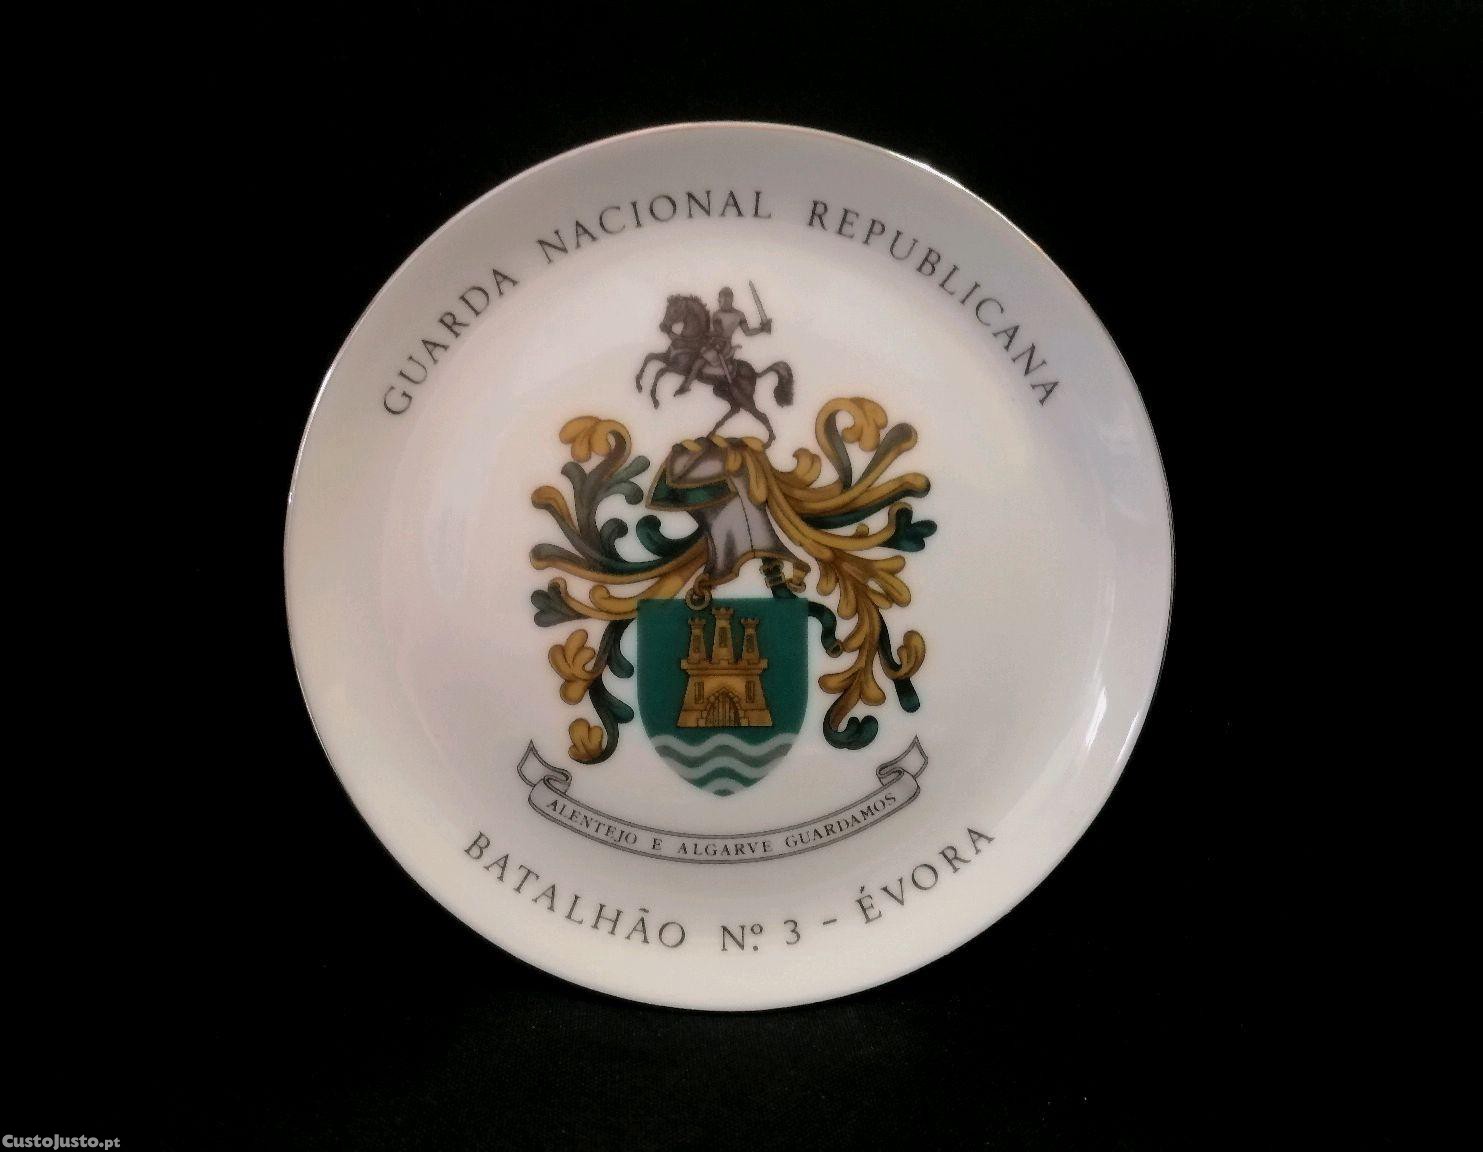 GUARDA NACIONAL REPUBLICANA
ALENTEJO E ALGARVE GUARDAMOS
BATALHÃO Nº. 3 - ÉVORA
CustoJusto.pt